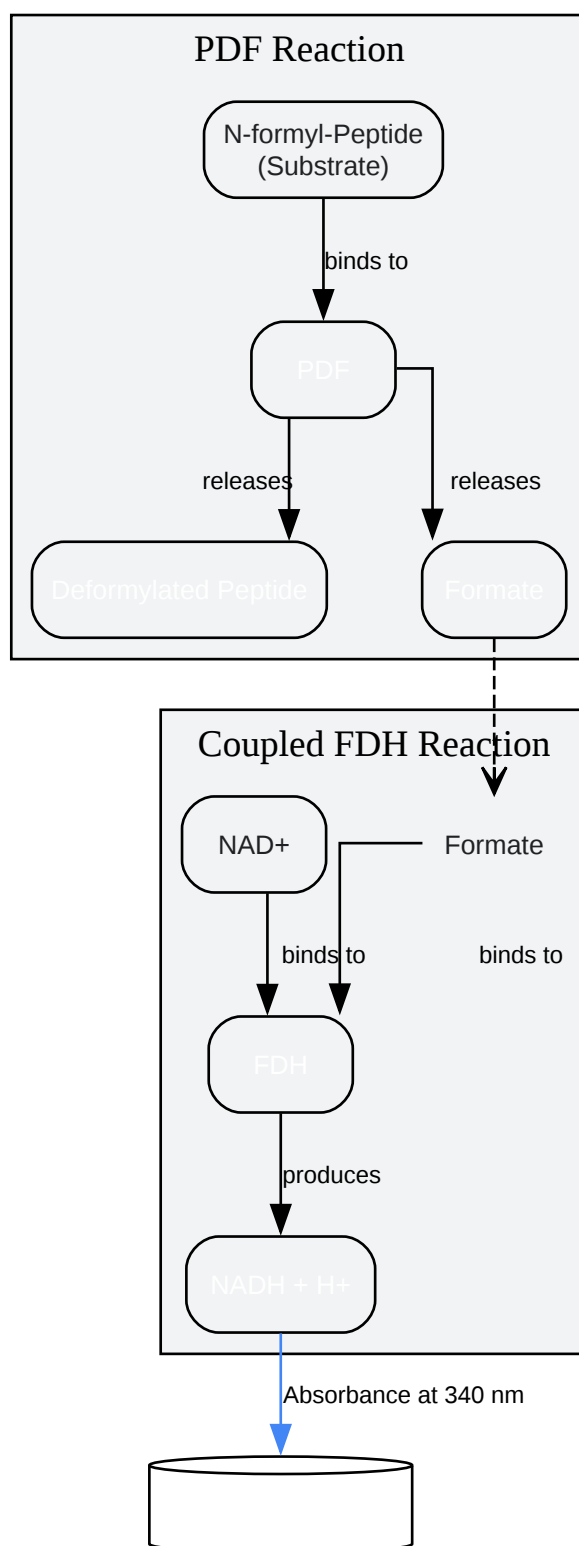 PDF Reaction
N-formyl-Peptide
(Substrate)
binds to
PDF
releases
releases
Deformylated Peptide
Formate
Coupled FDH Reaction
NAD+
Formate
binds to
binds to
FDH
produces
NADH + H+
Absorbance at 340 nm